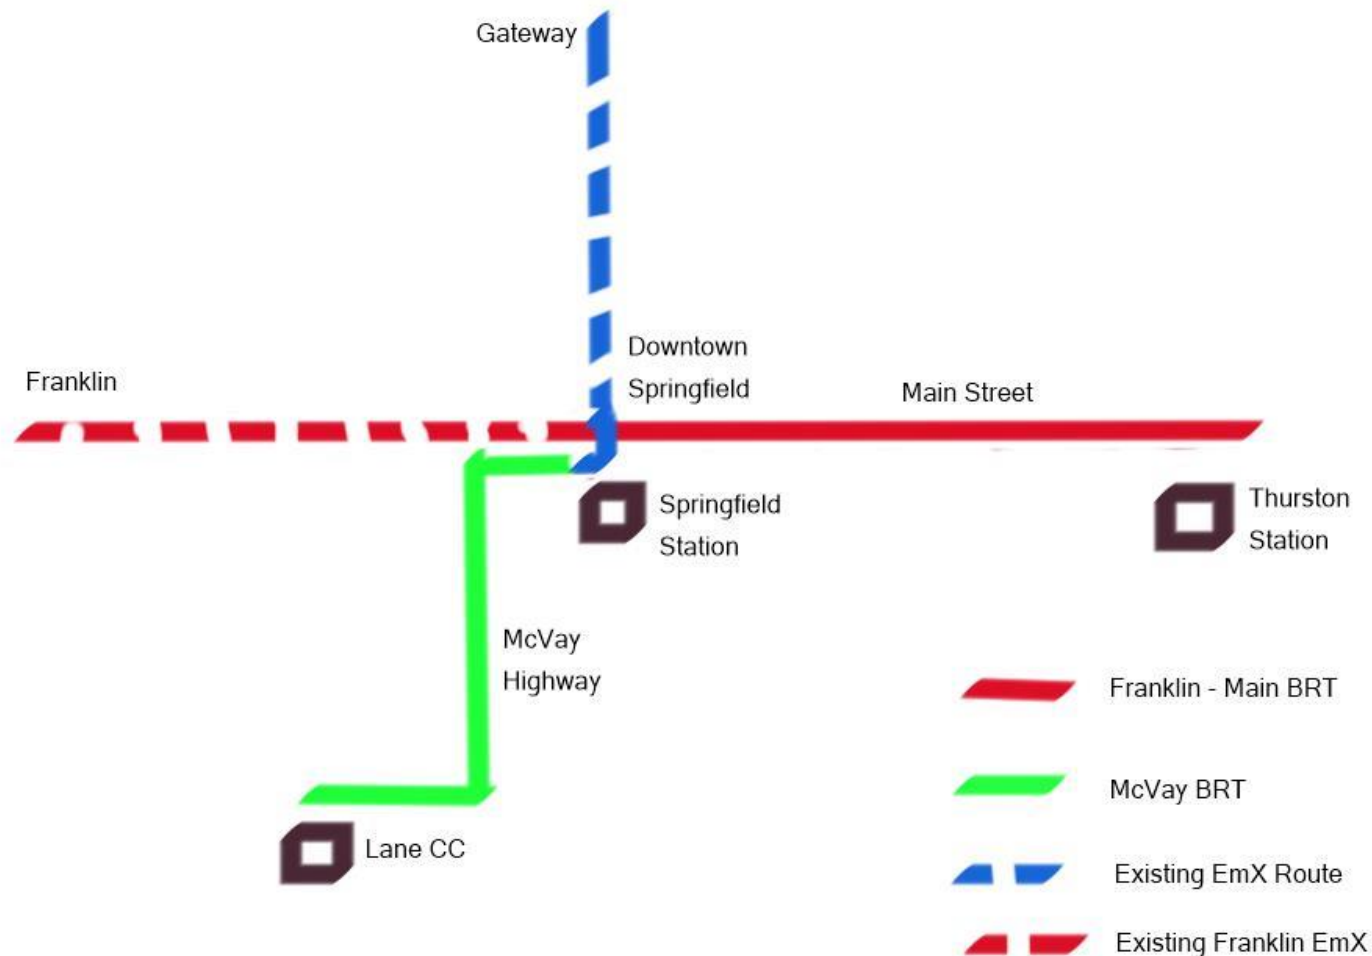 Gateway
Downtown
Springfield
Franklin
Main Street
Springfield
Station
Thurston
Station
McVay
Highway
Lane CC
Franklin - Main BRT
McVay BRT
Existing EmX Route
Existing Franklin EmX